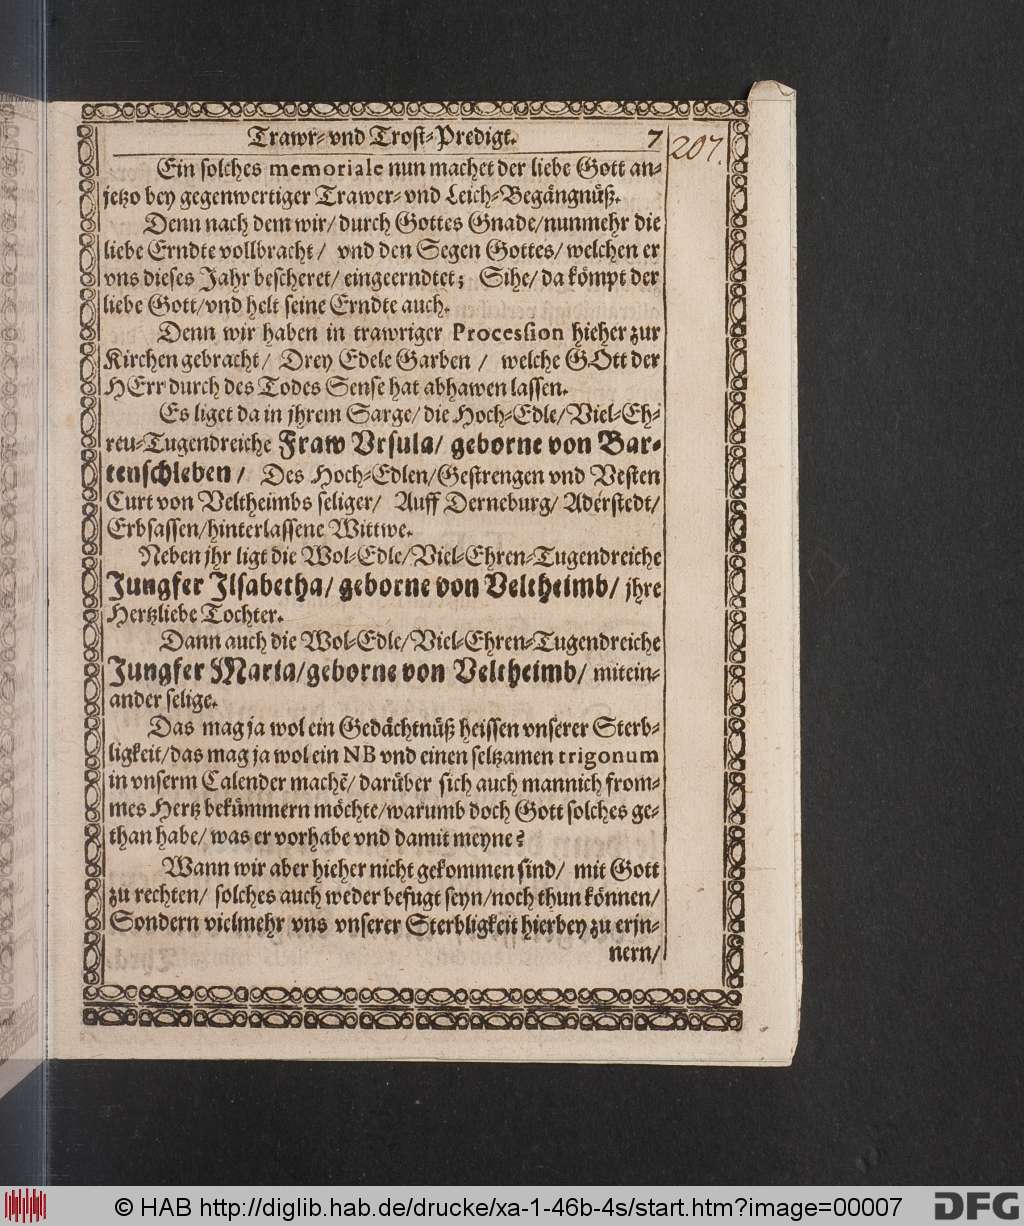 Trawr- vnd Trost-Predigt. 7
207.
Ein solches memoriale nun machet der liebe Gott an-
jetzo bey gegenwertiger Trawer- vnd Leich-Begängnüß.
Denn nach dem wir/ durch Gottes Gnade/ nunmehr die
liebe Erndte vollbracht/ vnd den Segen Gottes/ welchen er
vns dieses Jahr bescheret/ eingeerndtet; Sihe/ da kömpt der
liebe Gott/ vnd helt seine Erndte auch.
Denn wir haben in trawriger Procession hieher zur
Kirchen gebracht/ Drey Edele Garben / welche GOtt der
HErr durch des Todes Sense hat abhawen lassen.
Es liget da in jhrem Sarge/ die Hoch-Edle/ Viel-Eh-
ren-Tugendreiche Fraw Vrsula/ geborne von Bar-
tenschleben / Des Hoch-Edlen/ Gestrengen vnd Vesten
Curt von Veltheimbs seliger/ Auff Derneburg/ Aderstedt/
Erbsassen/ hinterlassene Wittwe.
Neben jhr ligt die Wol-Edle/ Viel-Ehren-Tugendreiche
Jungfer Ilsabetha/ geborne von Veltheimb/ jhre
Hertzliebe Tochter.
Dann auch die Wol-Edle/ Viel-Ehren-Tugendreiche
Jungfer Maria/ geborne von Veltheimb/ mitein-
ander selige.
Das mag ja wol ein Gedächtnüß heissen vnserer Sterb-
ligkeit/ das mag ja wol ein NB vnd einen seltzamen trigonum
in vnserm Calender machẽ/ darüber sich auch mannich from-
mes Hertz bekümmern möchte/ warumb doch Gott solches ge-
than habe/ was er vorhabe vnd damit meyne?
Wann wir aber hieher nicht gekommen sind/ mit Gott
zu rechten/ solches auch weder befugt seyn/ noch thun können/
Sondern vielmehr vns vnserer Sterbligkeit hierbey zu erin-
nern/
© HAB http://diglib.hab.de/drucke/xa-1-46b-4s/start.htm?image=00007
DFG